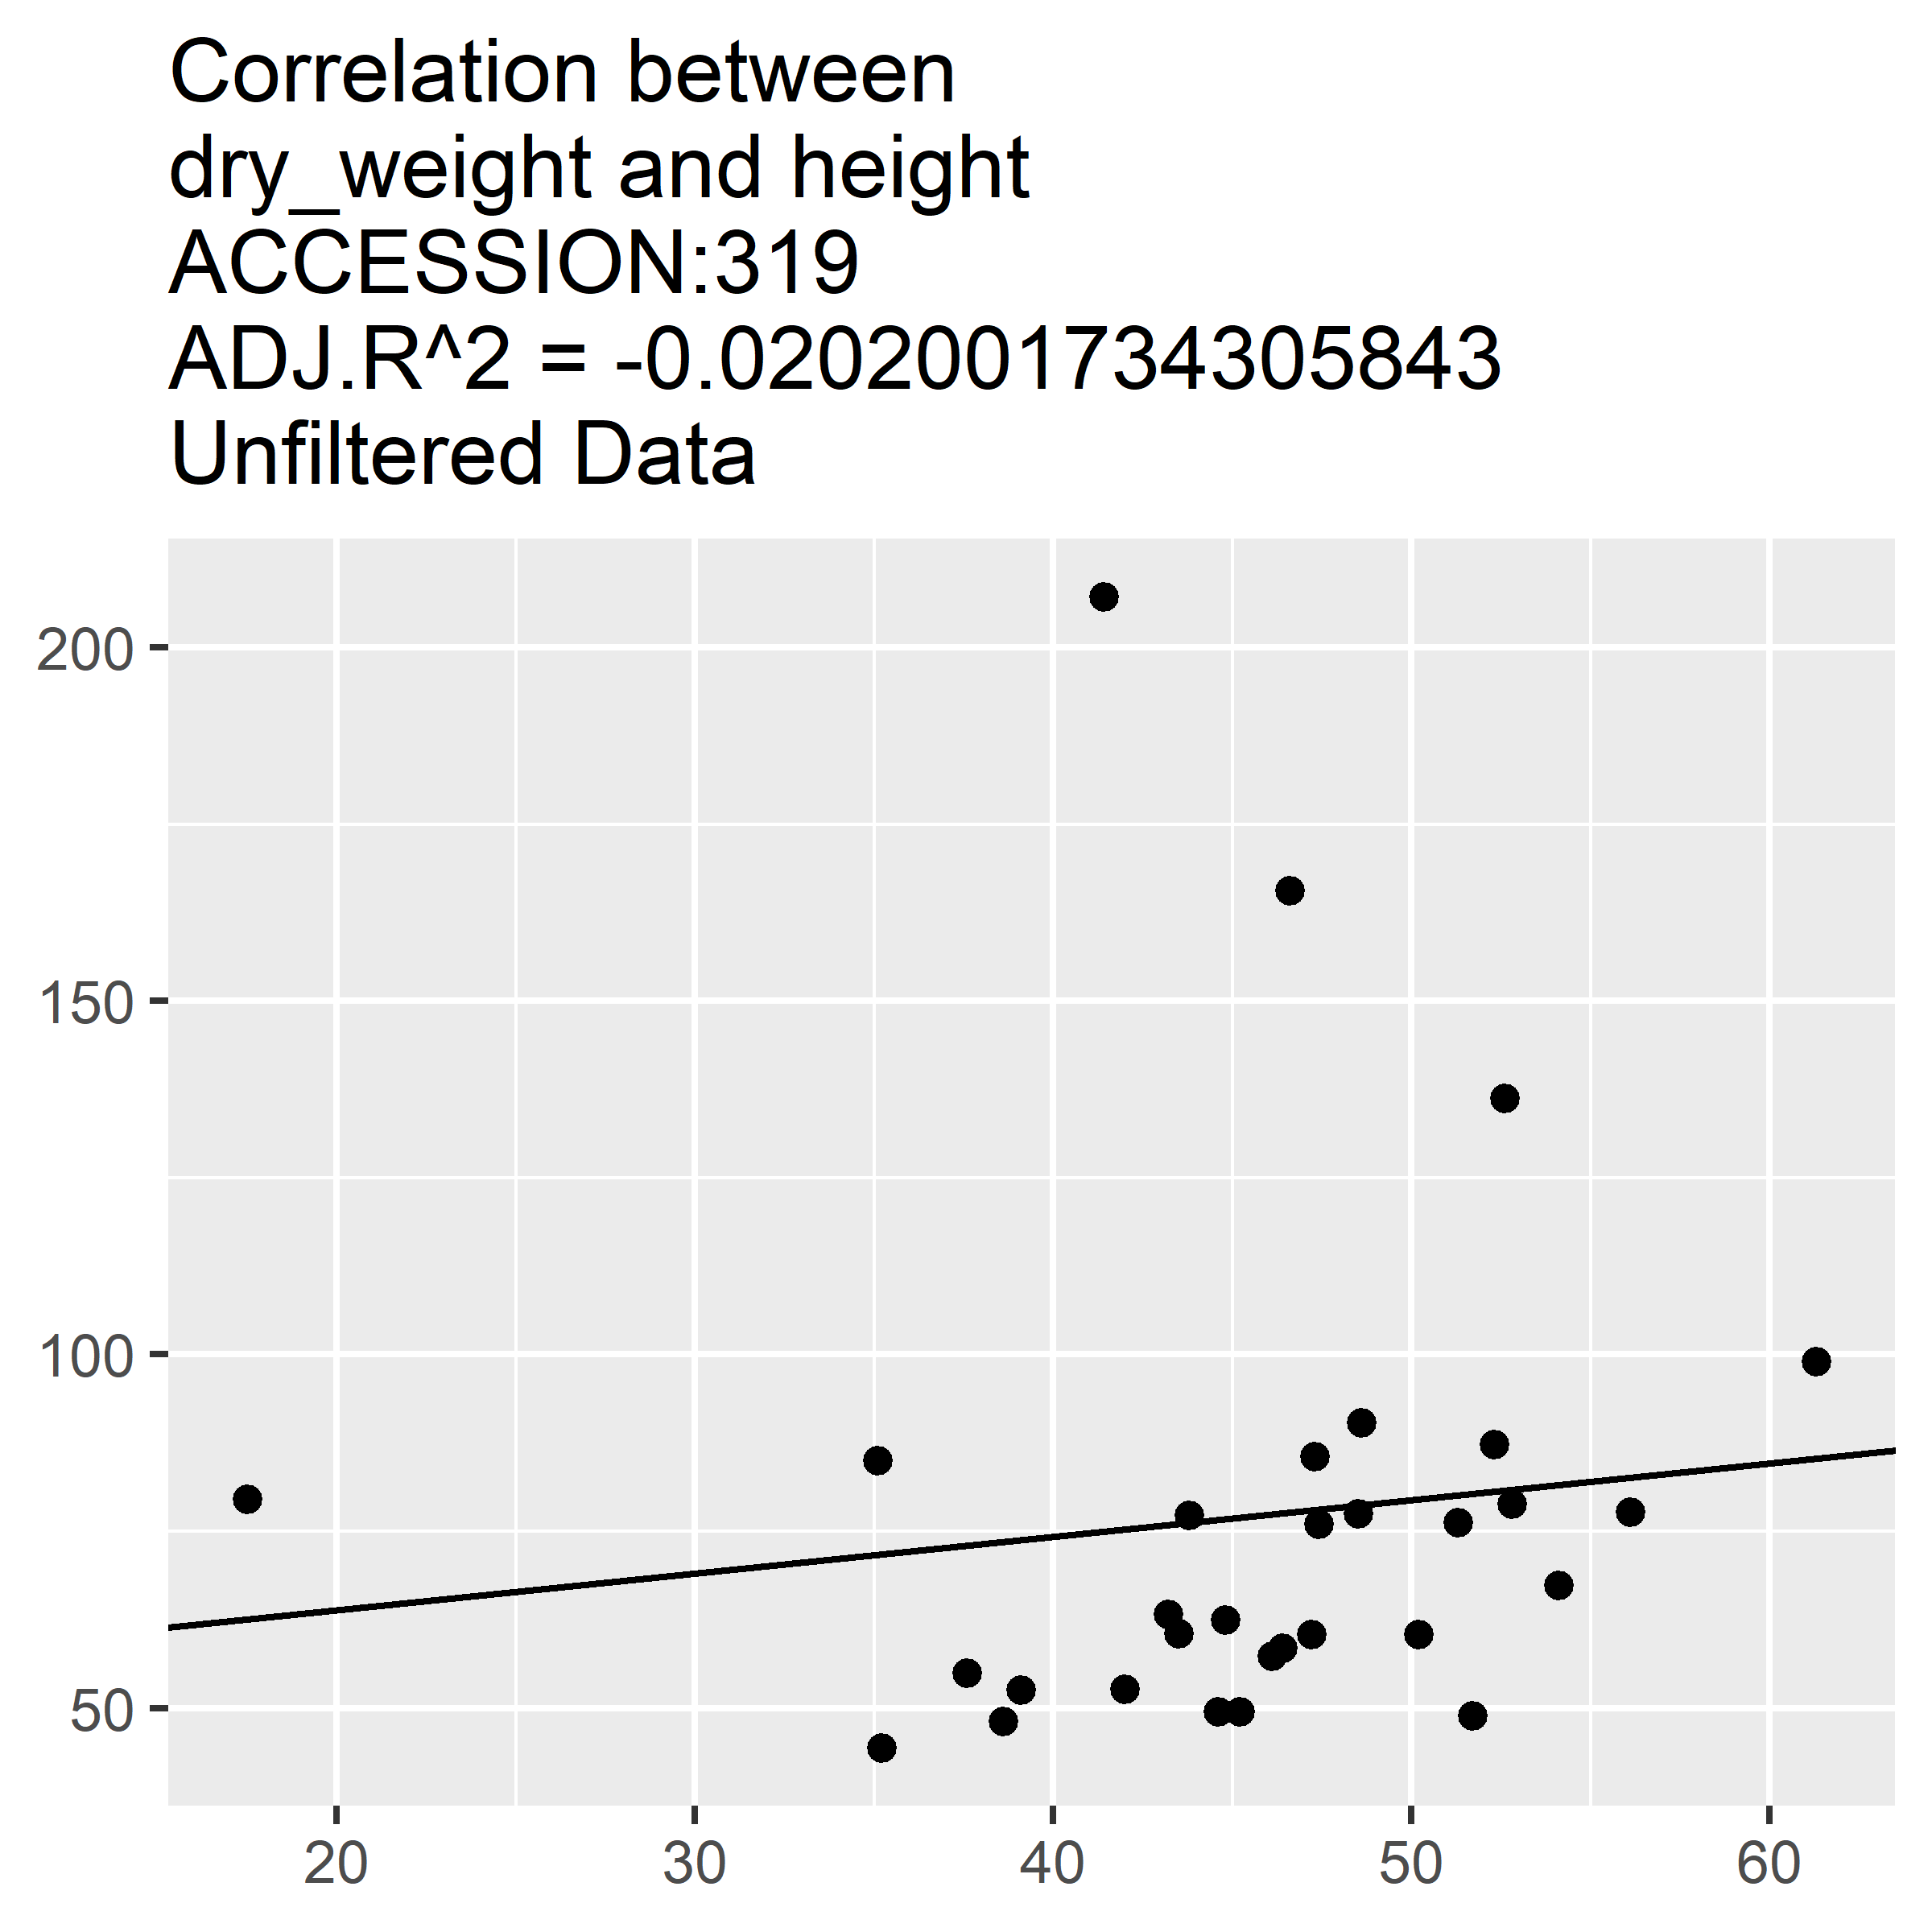 Correlation between
dry_weight and height
ACCESSION:319
ADJ.R^2 = -0.0202001734305843
Unfiltered Data
200
150
100
50
20 30 40 50 60